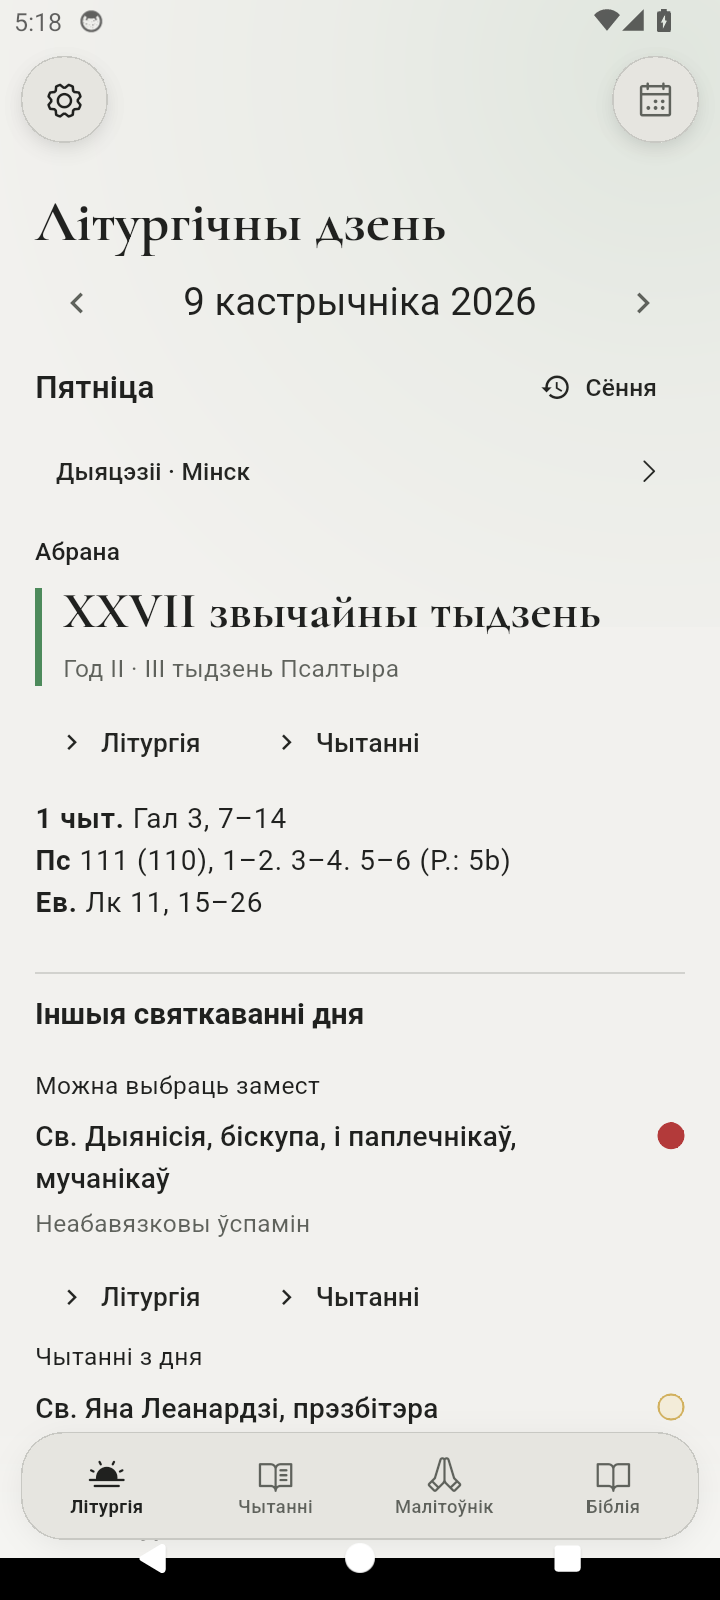 5:18
Літургічны дзень
9 кастрычніка 2026
Пятніца
Сёння
Дыяцэзіі · Мінск
Абрана
XXVII звычайны тыдзень
Год II · III тыдзень Псалтыра
Літургія
Чытанні
1 чыт. Гал 3, 7–14
Пс 111 (110), 1–2. 3–4. 5–6 (Р.: 5b)
Ев. Лк 11, 15–26
Іншыя святкаванні дня
Можна выбраць замест
Св. Дыянісія, біскупа, і паплечнікаў,
мучанікаў
Неабавязковы ўспамін
Літургія
Чытанні
Чытанні з дня
Св. Яна Леанардзі, прэзбітэра
Літургія
Чытанні
Малітоўнік
Біблія